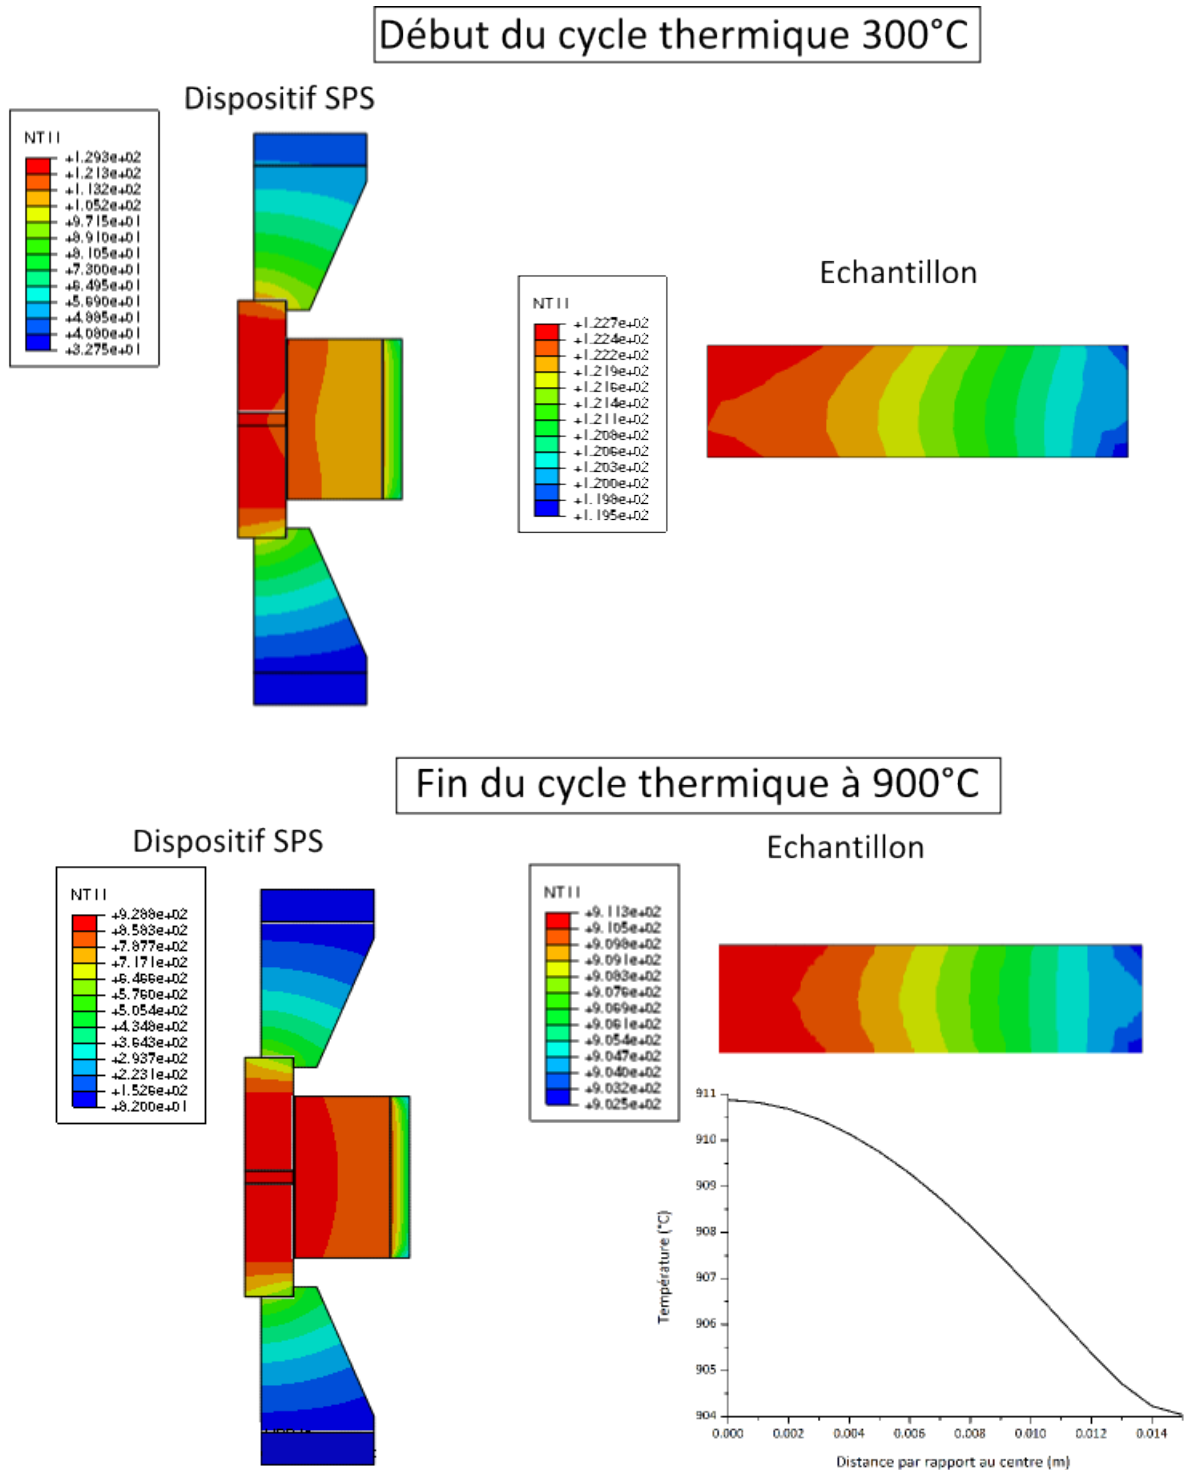 Début du cycle thermique 300°C
Dispositif SPS
NT11
+1.293e+02
+1.213e+02
+1.132e+02
+1.052e+02
+9.715e+01
+8.910e+01
+8.105e+01
+7.300e+01
+6.495e+01
+5.690e+01
+4.885e+01
+4.080e+01
+3.275e+01
Echantillon
NT11
+1.227e+02
+1.224e+02
+1.222e+02
+1.219e+02
+1.216e+02
+1.214e+02
+1.211e+02
+1.208e+02
+1.206e+02
+1.203e+02
+1.200e+02
+1.198e+02
+1.195e+02
Fin du cycle thermique à 900°C
Dispositif SPS
NT11
+9.288e+02
+8.583e+02
+7.877e+02
+7.171e+02
+6.466e+02
+5.760e+02
+5.054e+02
+4.348e+02
+3.643e+02
+2.937e+02
+2.231e+02
+1.526e+02
+8.200e+01
Echantillon
NT11
+9.113e+02
+9.105e+02
+9.098e+02
+9.091e+02
+9.083e+02
+9.076e+02
+9.069e+02
+9.061e+02
+9.054e+02
+9.047e+02
+9.040e+02
+9.032e+02
+9.025e+02
911
910
909
908
907
906
905
904
Température (°C)
0.000 0.002 0.004 0.006 0.008 0.010 0.012 0.014
Distance par rapport au centre (m)